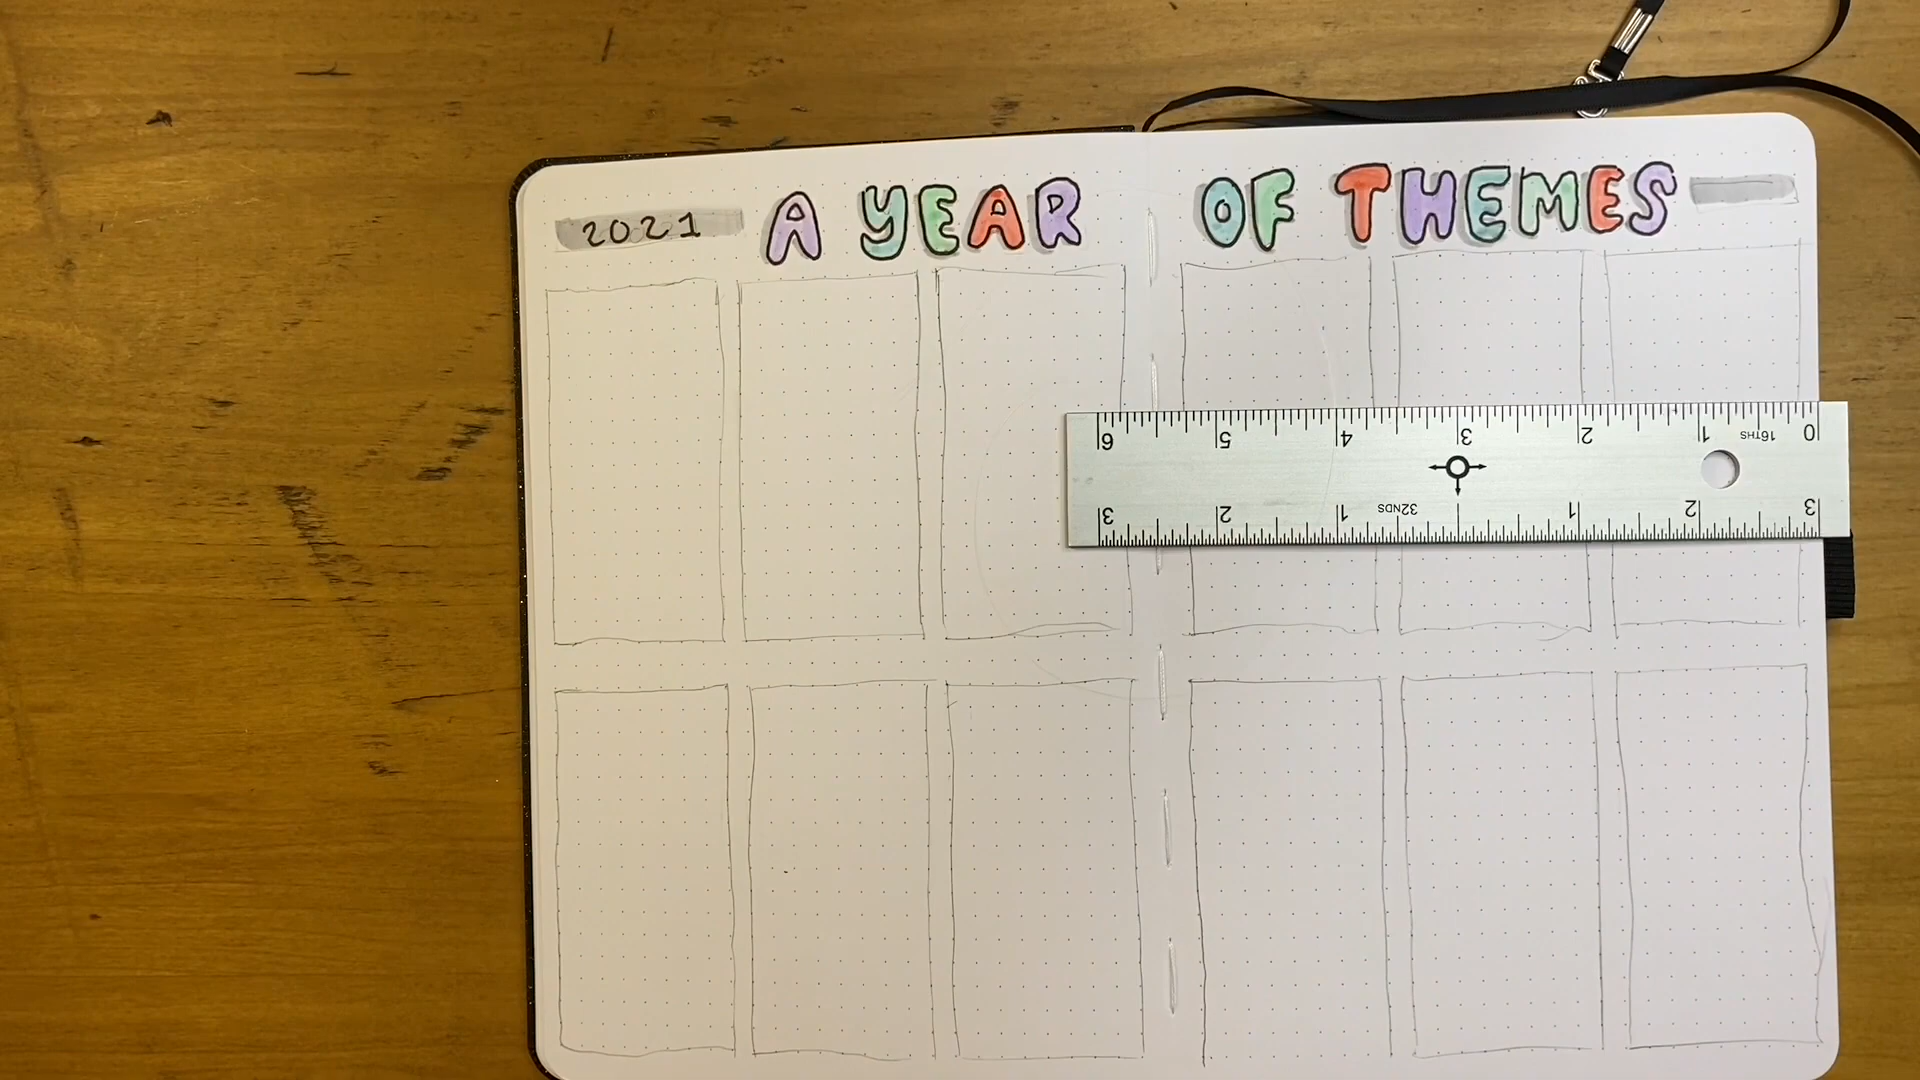 2021 A YEAR OF THEMES
6 5 4 3 2 1 16THS 0
3 2 1 32NDS 1 2 3